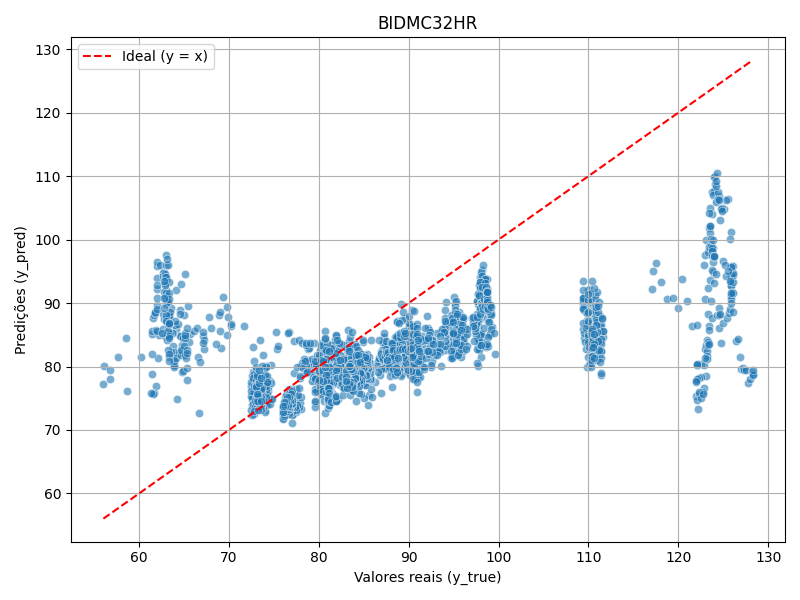 BIDMC32HR
Ideal (y = x)
130
120
110
100
90
80
70
60
Predições (y_pred)
60 70 80 90 100 110 120 130
Valores reais (y_true)